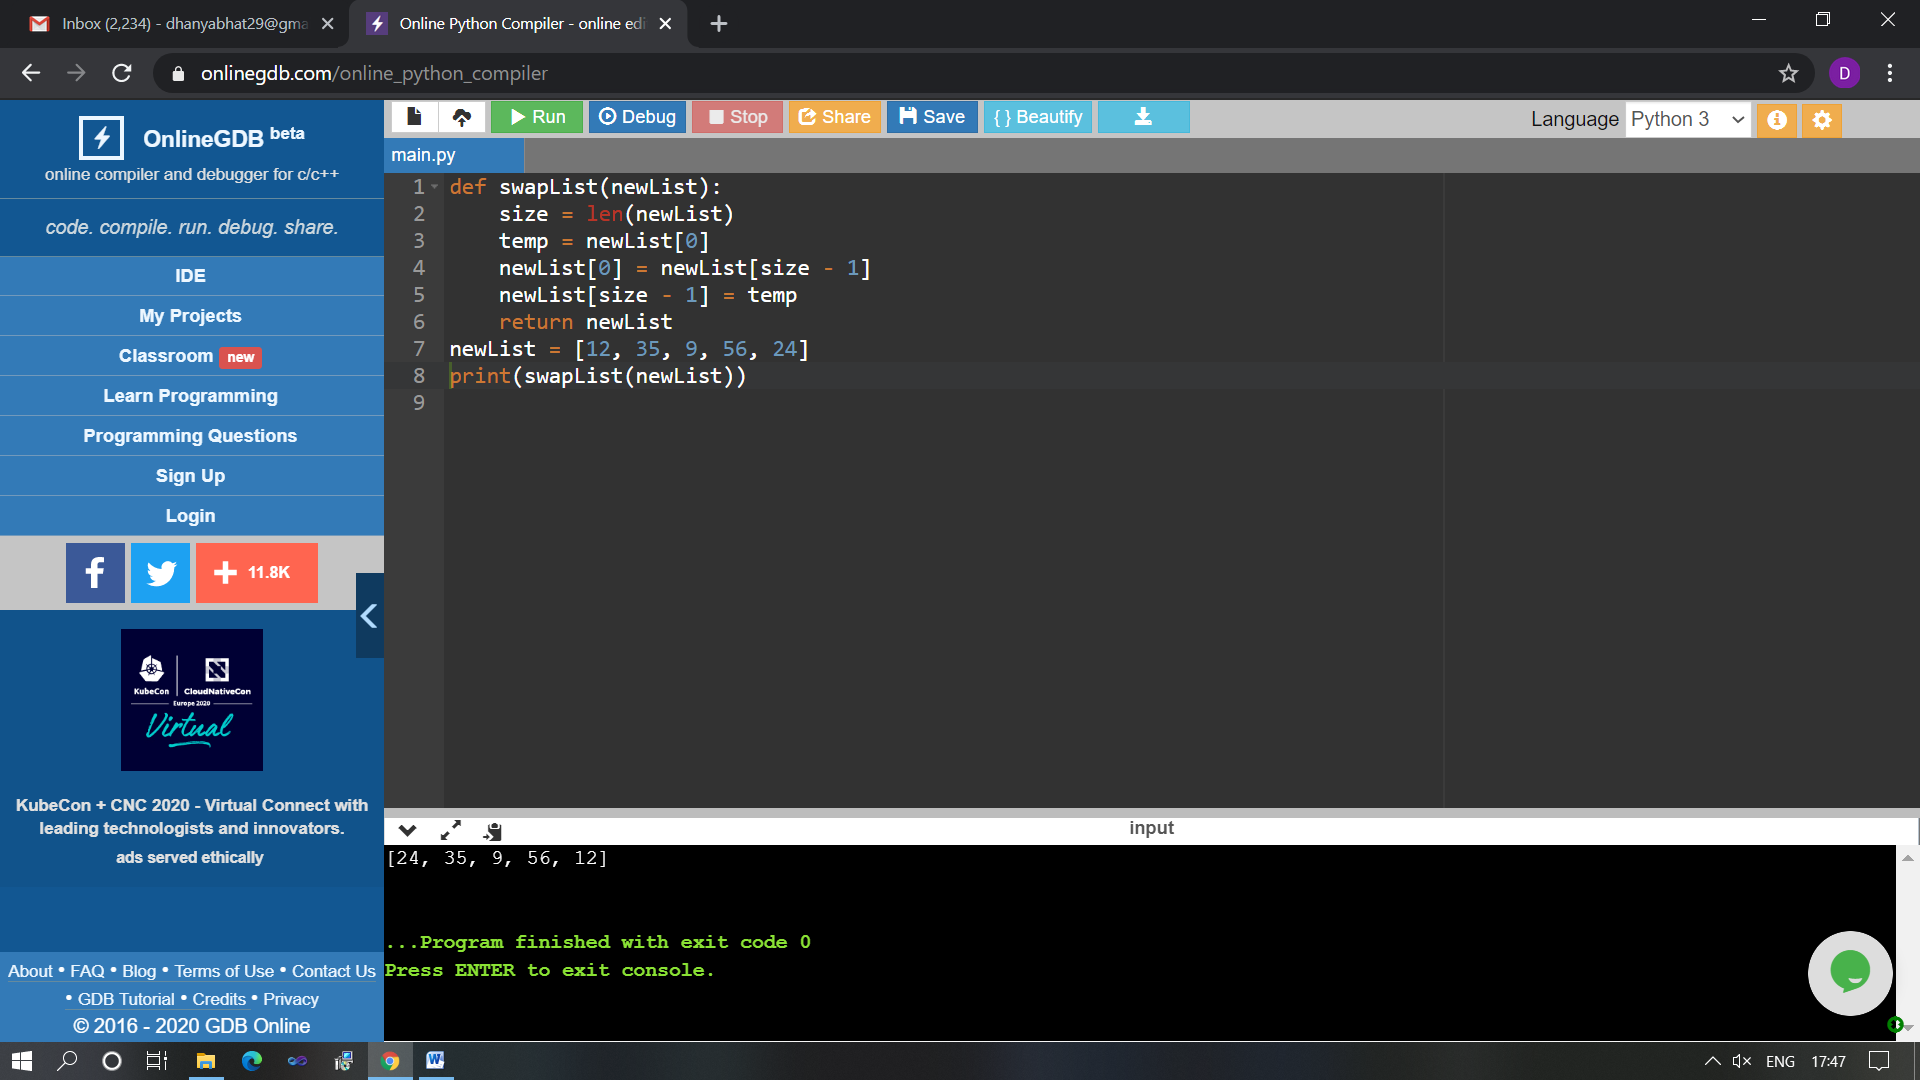 Inbox (2,234) - dhanyabhat29@gma
Online Python Compiler - online edi
onlinegdb.com/online_python_compiler
D
OnlineGDB beta
online compiler and debugger for c/c++
code. compile. run. debug. share.
IDE
My Projects
Classroom new
Learn Programming
Programming Questions
Sign Up
Login
f
11.8K
KubeCon CloudNativeCon
Europe 2020
Virtual
KubeCon + CNC 2020 - Virtual Connect with
leading technologists and innovators.
ads served ethically
About • FAQ • Blog • Terms of Use • Contact Us
• GDB Tutorial • Credits • Privacy
© 2016 - 2020 GDB Online
Run Debug Stop Share Save { } Beautify
Language Python 3
main.py
1 def swapList(newList):
2     size = len(newList)
3     temp = newList[0]
4     newList[0] = newList[size - 1]
5     newList[size - 1] = temp
6     return newList
7 newList = [12, 35, 9, 56, 24]
8 print(swapList(newList))
9
input
[24, 35, 9, 56, 12]
...Program finished with exit code 0
Press ENTER to exit console.
ENG 17:47